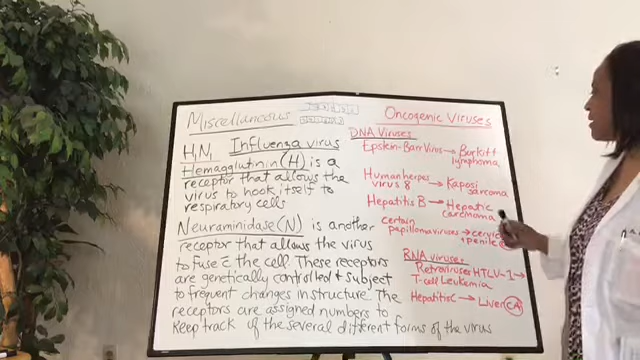 Miscellaneous
H1N1 Influenza virus
Hemagglutinin (H) is a
receptor that allows the
virus to hook itself to
respiratory cells
Neuraminidase (N) is another
receptor that allows the virus
to fuse c̄ the cell. These receptors
are genetically controlled + subject
to frequent changes in structure. The
receptors are assigned numbers to
keep track of the several different forms of the virus
Oncogenic Viruses
DNA Viruses
Epstein-Barr Virus → Burkitt
lymphoma
Human herpes
virus 8 → Kaposi
sarcoma
Hepatitis B → Hepatic
carcinoma
certain
papillomaviruses →
+ penile
RNA viruses
Retroviruses HTLV-1 →
T-cell Leukemia
Hepatitis C → Liver CA